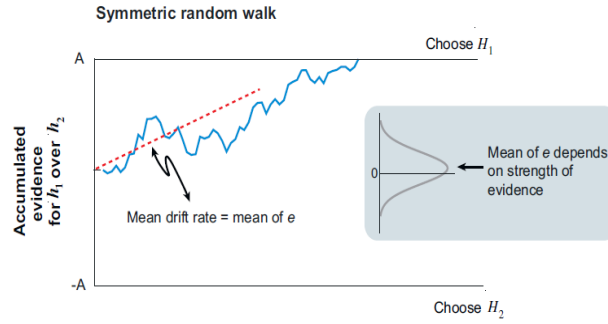 Symmetric random walk
A
Choose H1
Accumulated
evidence
for h1 over h2
Mean drift rate = mean of e
0
Mean of e depends
on strength of
evidence
-A
Choose H2